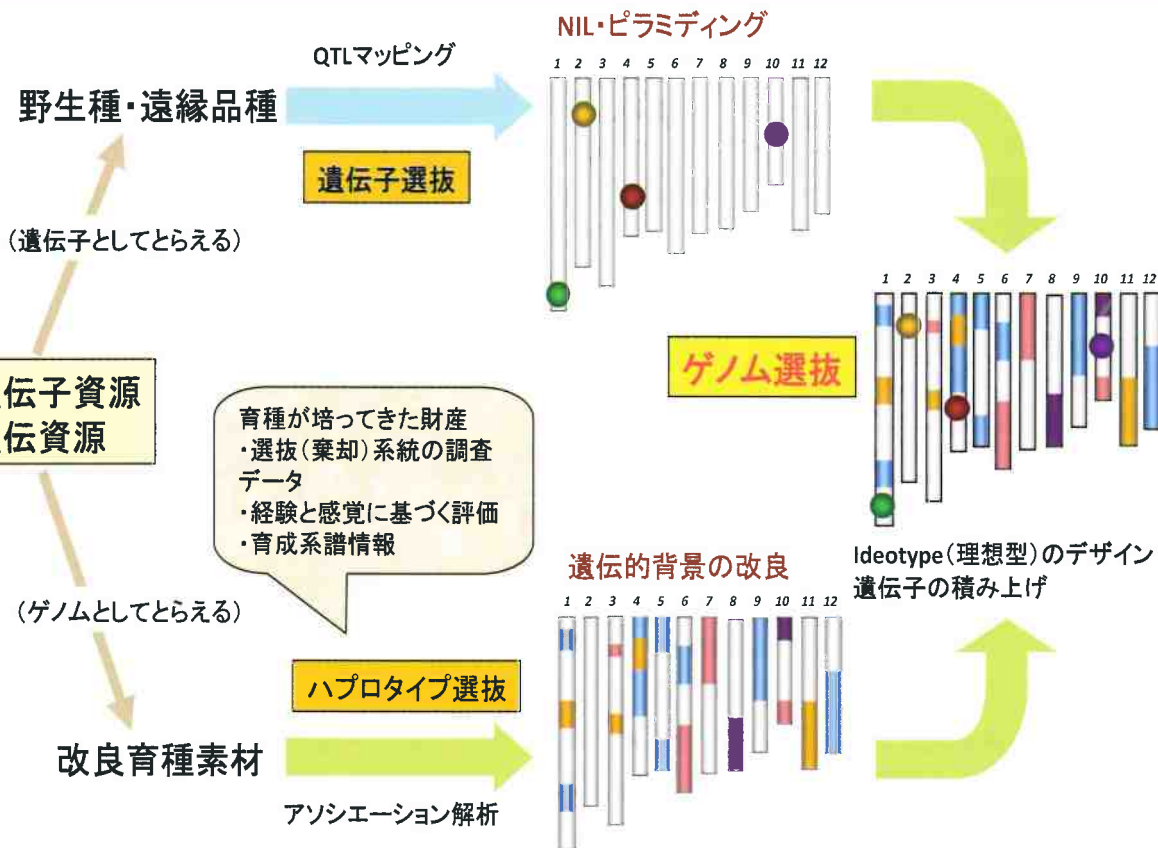 NIL・ピラミディング
QTLマッピング
1 2 3 4 5 6 7 8 9 10 11 12
野生種・遠縁品種
遺伝子選抜
(遺伝子としてとらえる)
1 2 3 4 5 6 7 8 9 10 11 12
ゲノム選抜
伝子資源
伝資源
育種が培ってきた財産
・選抜(棄却)系統の調査
データ
・経験と感覚に基づく評価
・育成系譜情報
Ideotype(理想型)のデザイン
遺伝子の積み上げ
遺伝的背景の改良
1 2 3 4 5 6 7 8 9 10 11 12
(ゲノムとしてとらえる)
ハプロタイプ選抜
改良育種素材
アソシエーション解析